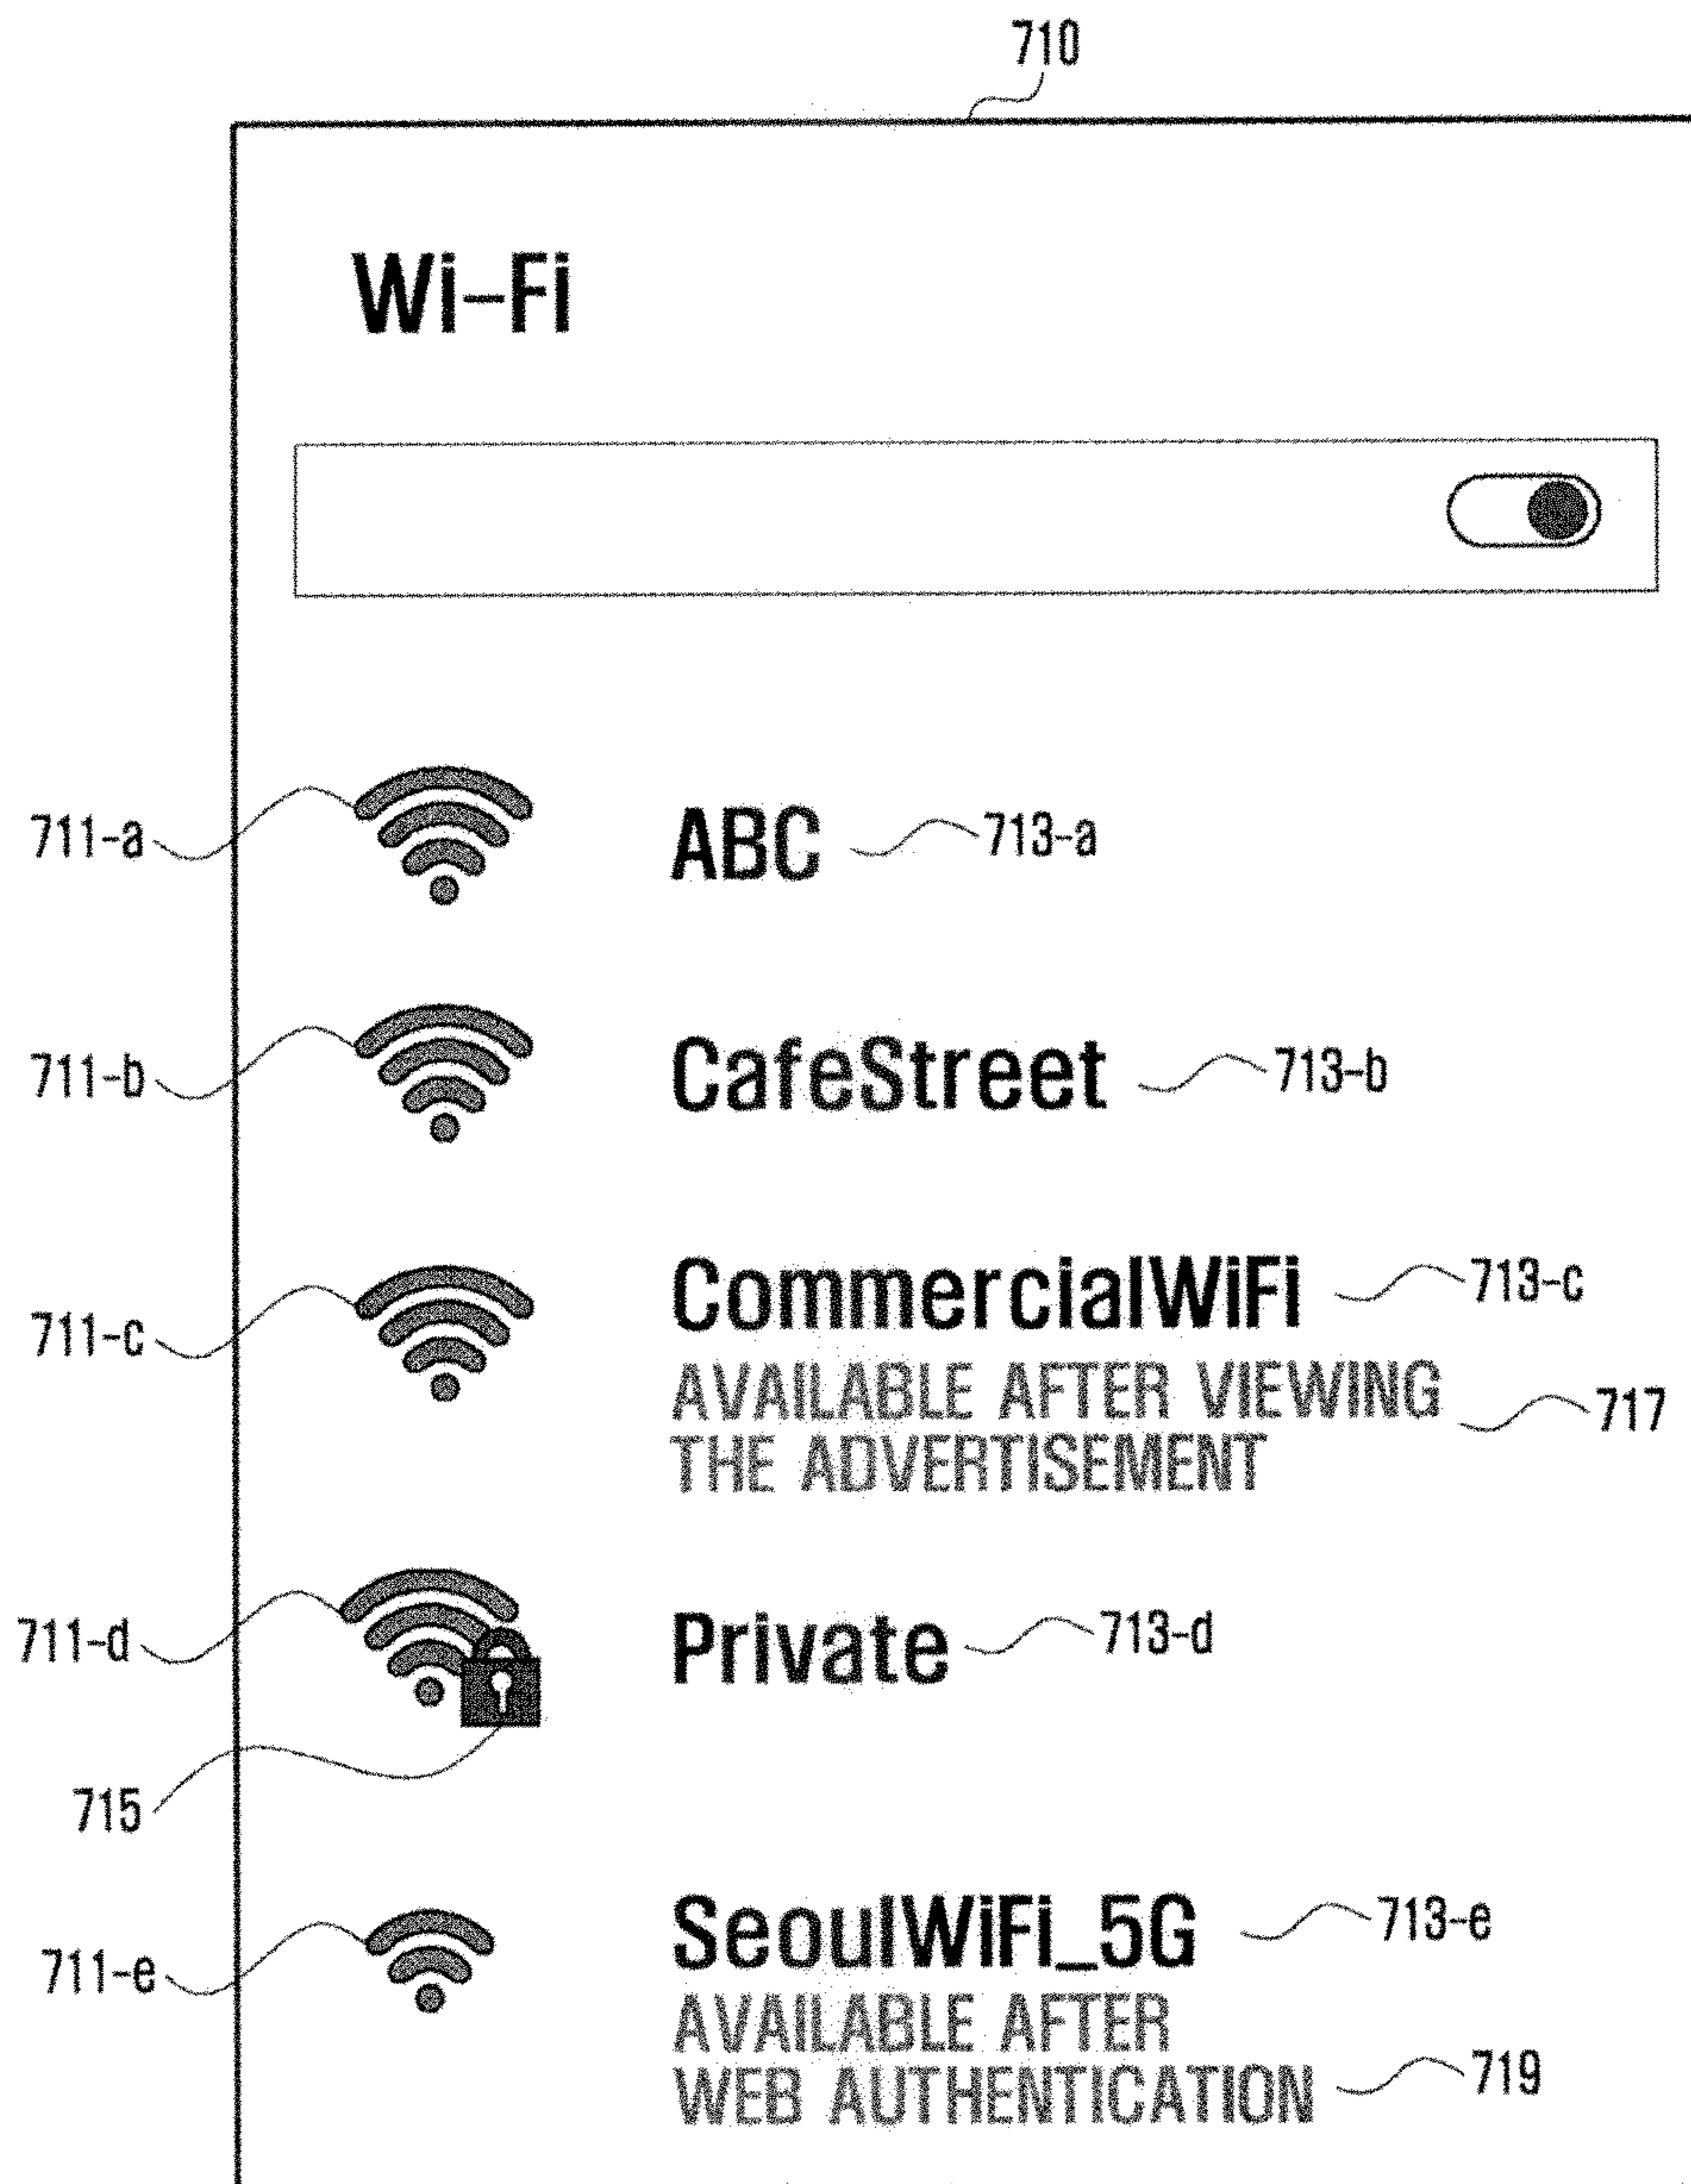 710
Wi-Fi
711-a ABC 713-a
711-b CafeStreet 713-b
711-c CommercialWiFi 713-c
AVAILABLE AFTER VIEWING 717
THE ADVERTISEMENT
711-d Private 713-d
715
SeoulWiFi_5G 713-e
711-e
AVAILABLE AFTER
WEB AUTHENTICATION 719